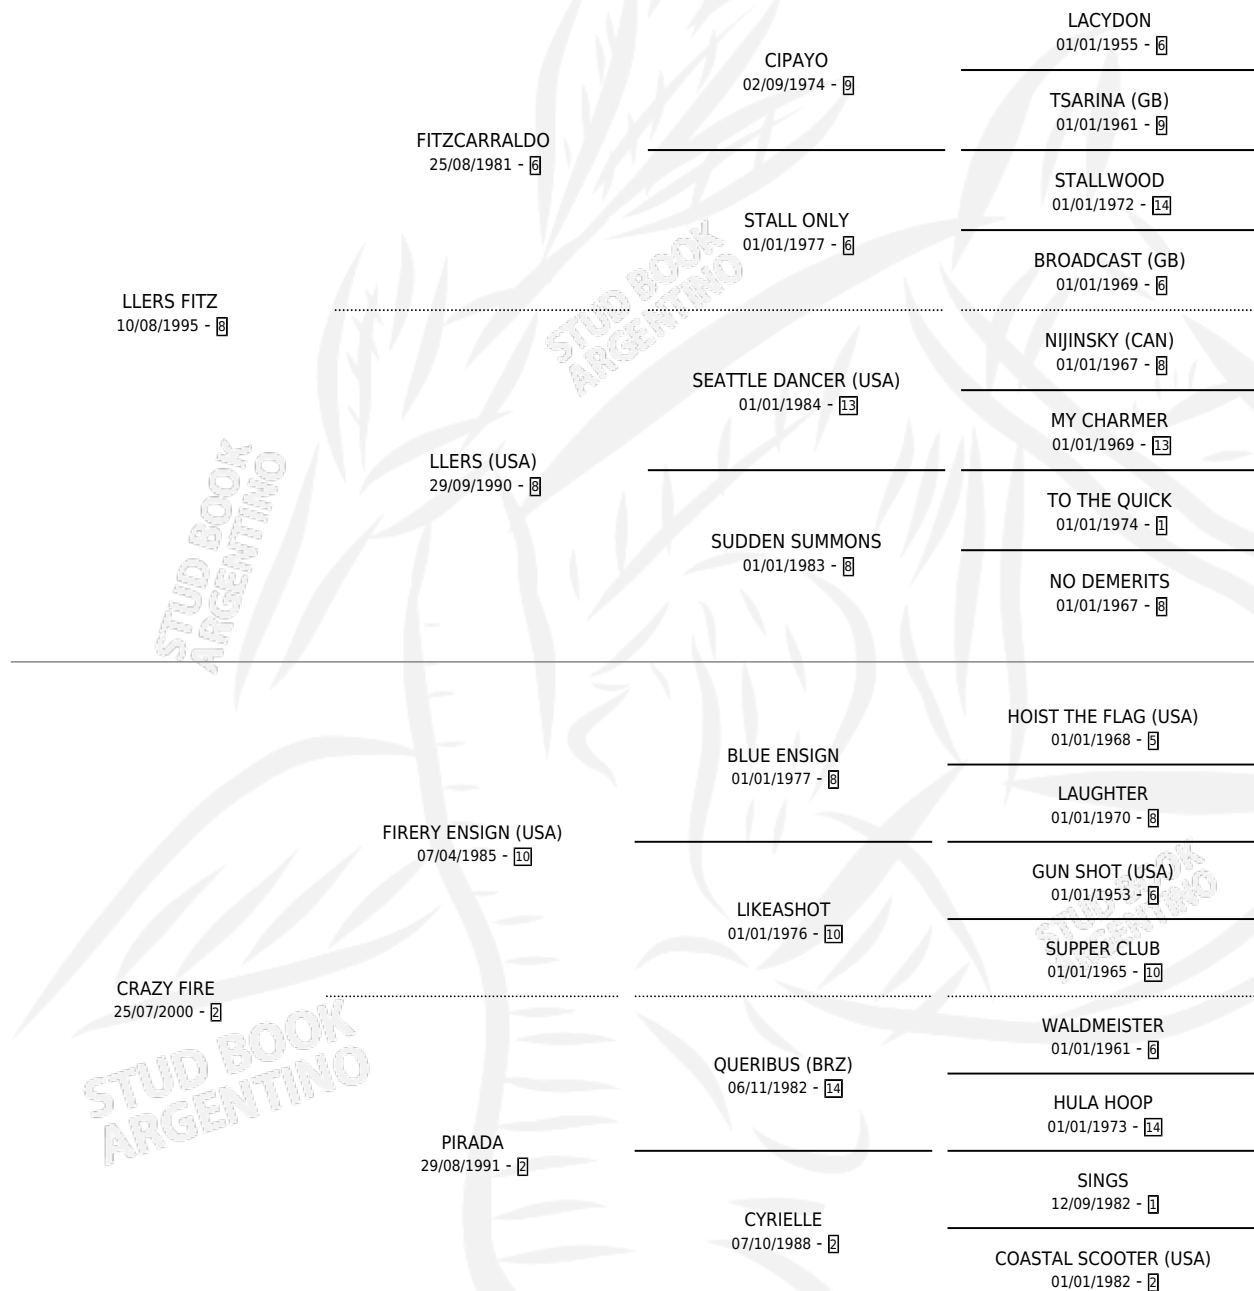 LACYDON
01/01/1955 - 6
CIPAYO
02/09/1974 - 9
TSARINA (GB)
01/01/1961 - 9
FITZCARRALDO
25/08/1981 - 6
STALLWOOD
01/01/1972 - 14
STALL ONLY
01/01/1977 - 6
BROADCAST (GB)
01/01/1969 - 6
LLERS FITZ
10/08/1995 - 8
NIJINSKY (CAN)
01/01/1967 - 8
SEATTLE DANCER (USA)
01/01/1984 - 13
MY CHARMER
01/01/1969 - 13
LLERS (USA)
29/09/1990 - 8
TO THE QUICK
01/01/1974 - 1
SUDDEN SUMMONS
01/01/1983 - 8
NO DEMERITS
01/01/1967 - 8
HOIST THE FLAG (USA)
01/01/1968 - 5
BLUE ENSIGN
01/01/1977 - 8
LAUGHTER
01/01/1970 - 8
FIRERY ENSIGN (USA)
07/04/1985 - 10
GUN SHOT (USA)
01/01/1953 - 6
LIKEASHOT
01/01/1976 - 10
SUPPER CLUB
01/01/1965 - 10
CRAZY FIRE
25/07/2000 - 2
WALDMEISTER
01/01/1961 - 6
QUERIBUS (BRZ)
06/11/1982 - 14
HULA HOOP
01/01/1973 - 14
PIRADA
29/08/1991 - 2
SINGS
12/09/1982 - 1
CYRIELLE
07/10/1988 - 2
COASTAL SCOOTER (USA)
01/01/1982 - 2
STUD BOOK
ARGENTINO
STUD BOOK
ARGENTINO
STUD BOOK
ARGENTINO
STUD BOOK
ARGENTINO